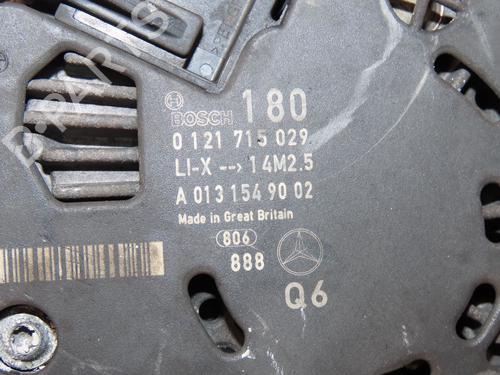 BOSCH 180
0 121 715 029
LI-X --> 14M2.5
A 013 154 90 02
Made in Great Britain
806
888
Q6
B-PARTS